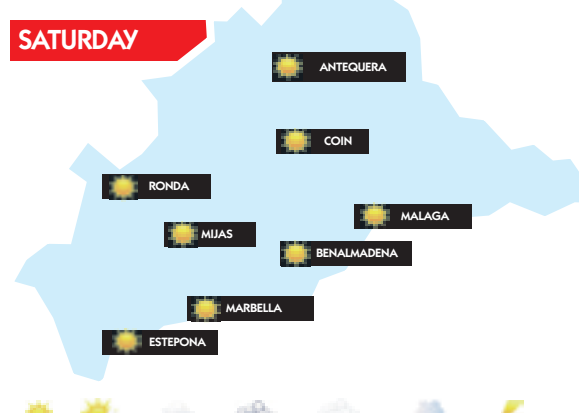 SATURDAY
ANTEQUERA
COIN
RONDA
MALAGA
MIJAS
BENALMADENA
MARBELLA
ESTEPONA